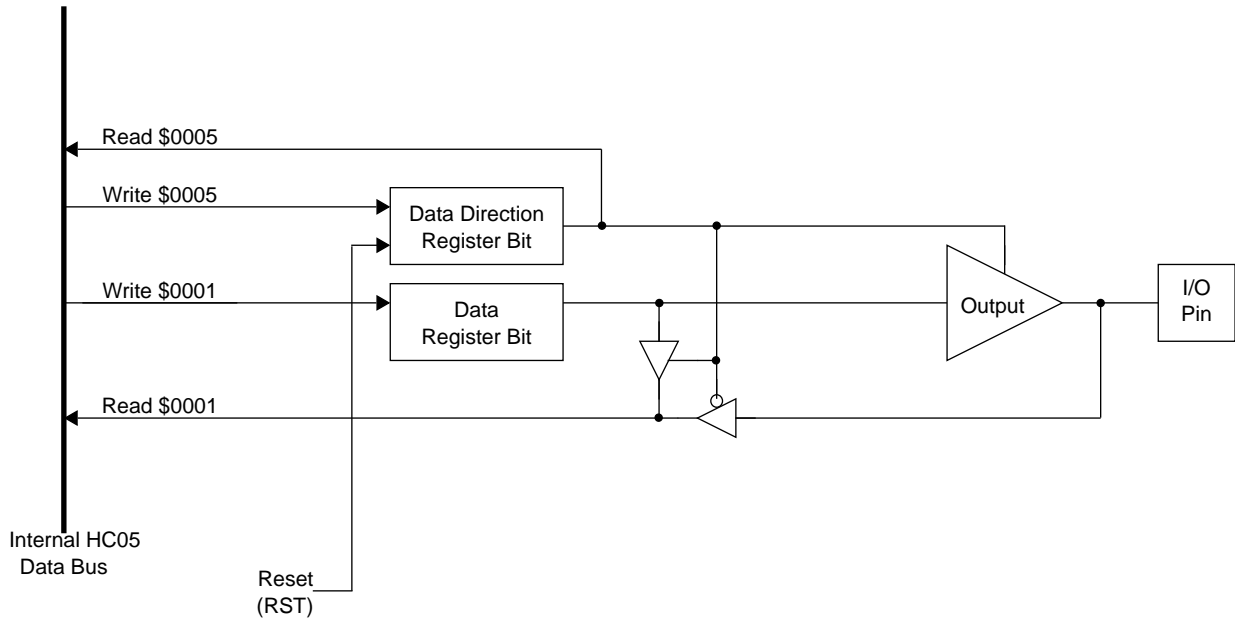 Read $0005
Write $0005
Data Direction
Register Bit
Write $0001
Data
Register Bit
Output
I/O
Pin
Read $0001
Internal HC05
Data Bus
Reset
(RST)